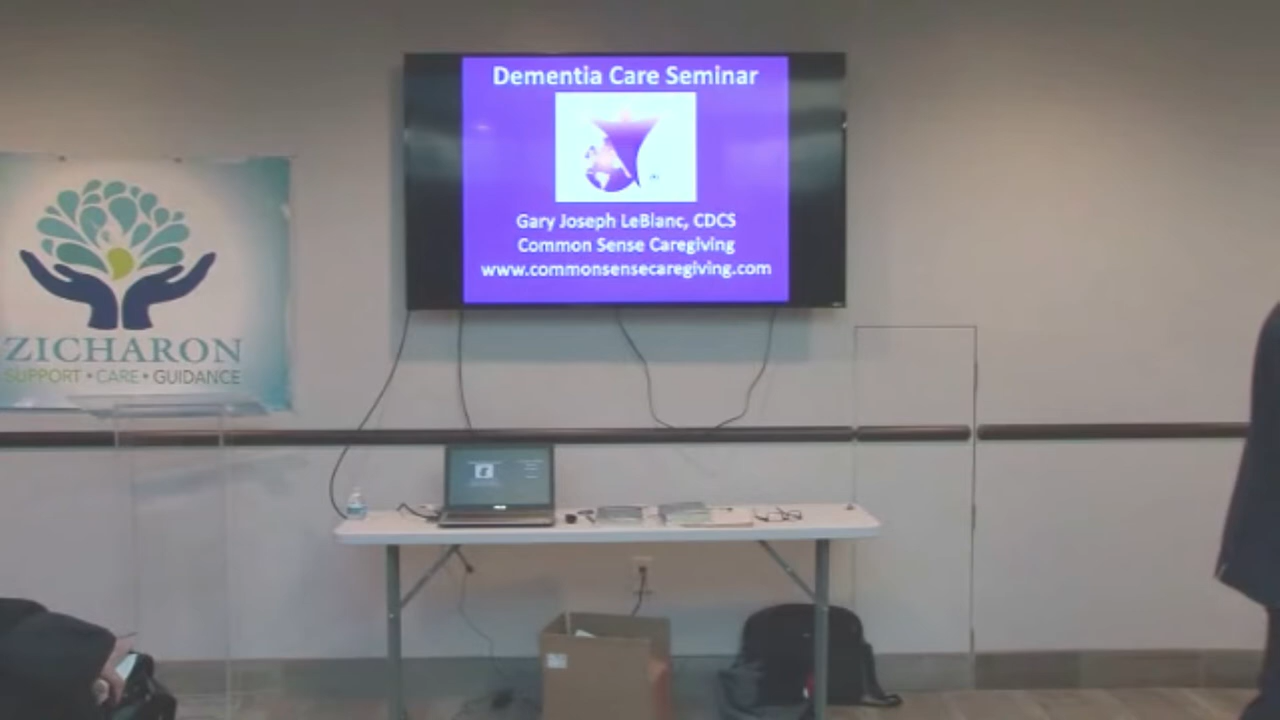 Dementia Care Seminar
Gary Joseph LeBlanc, CDCS
Common Sense Caregiving
www.commonsensecaregiving.com
ZICHARON
SUPPORT • CARE • GUIDANCE